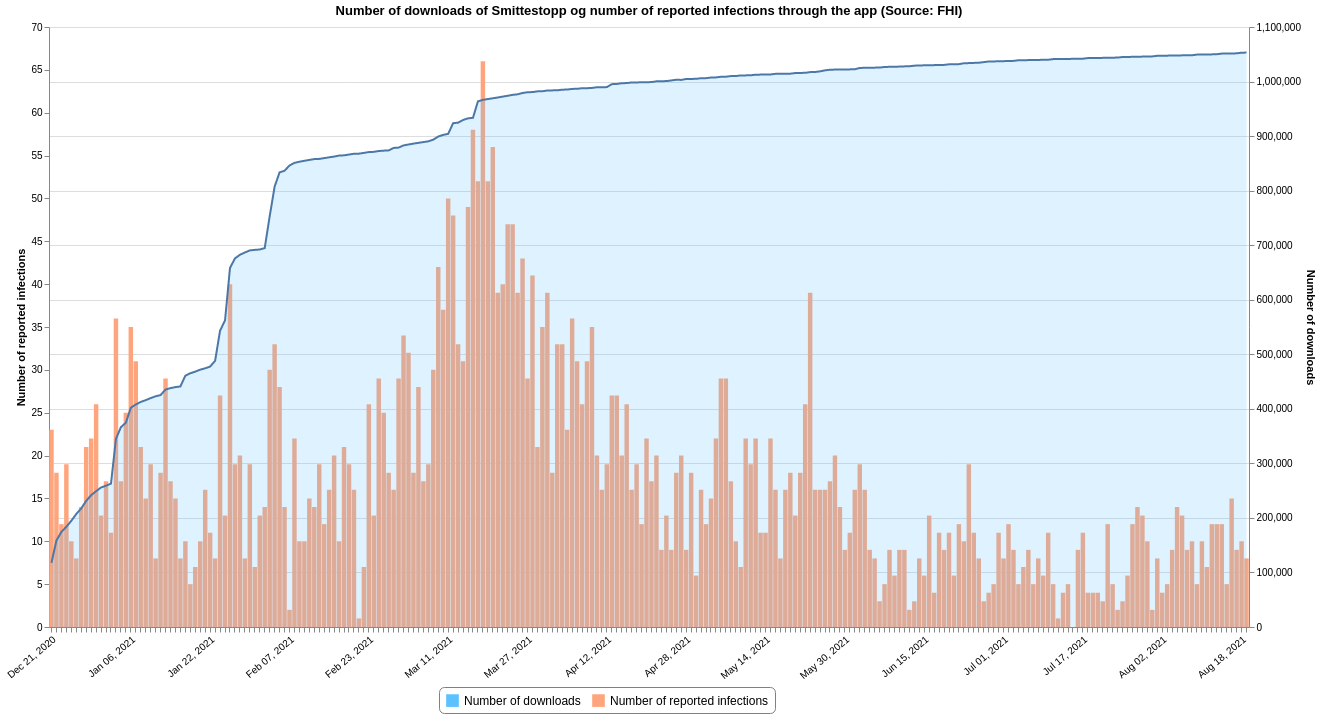 Number of downloads of Smittestopp og number of reported infections through the app (Source: FHI)
70
65
60
55
50
45
40
35
30
25
20
15
10
5
0
Number of reported infections
1,100,000
1,000,000
900,000
800,000
700,000
600,000
500,000
400,000
300,000
200,000
100,000
0
Number of downloads
Dec 21, 2020
Jan 06, 2021
Jan 22, 2021
Feb 07, 2021
Feb 23, 2021
Mar 11, 2021
Mar 27, 2021
Apr 12, 2021
Apr 28, 2021
May 14, 2021
May 30, 2021
Jun 15, 2021
Jul 01, 2021
Jul 17, 2021
Aug 02, 2021
Aug 18, 2021
Number of downloads
Number of reported infections